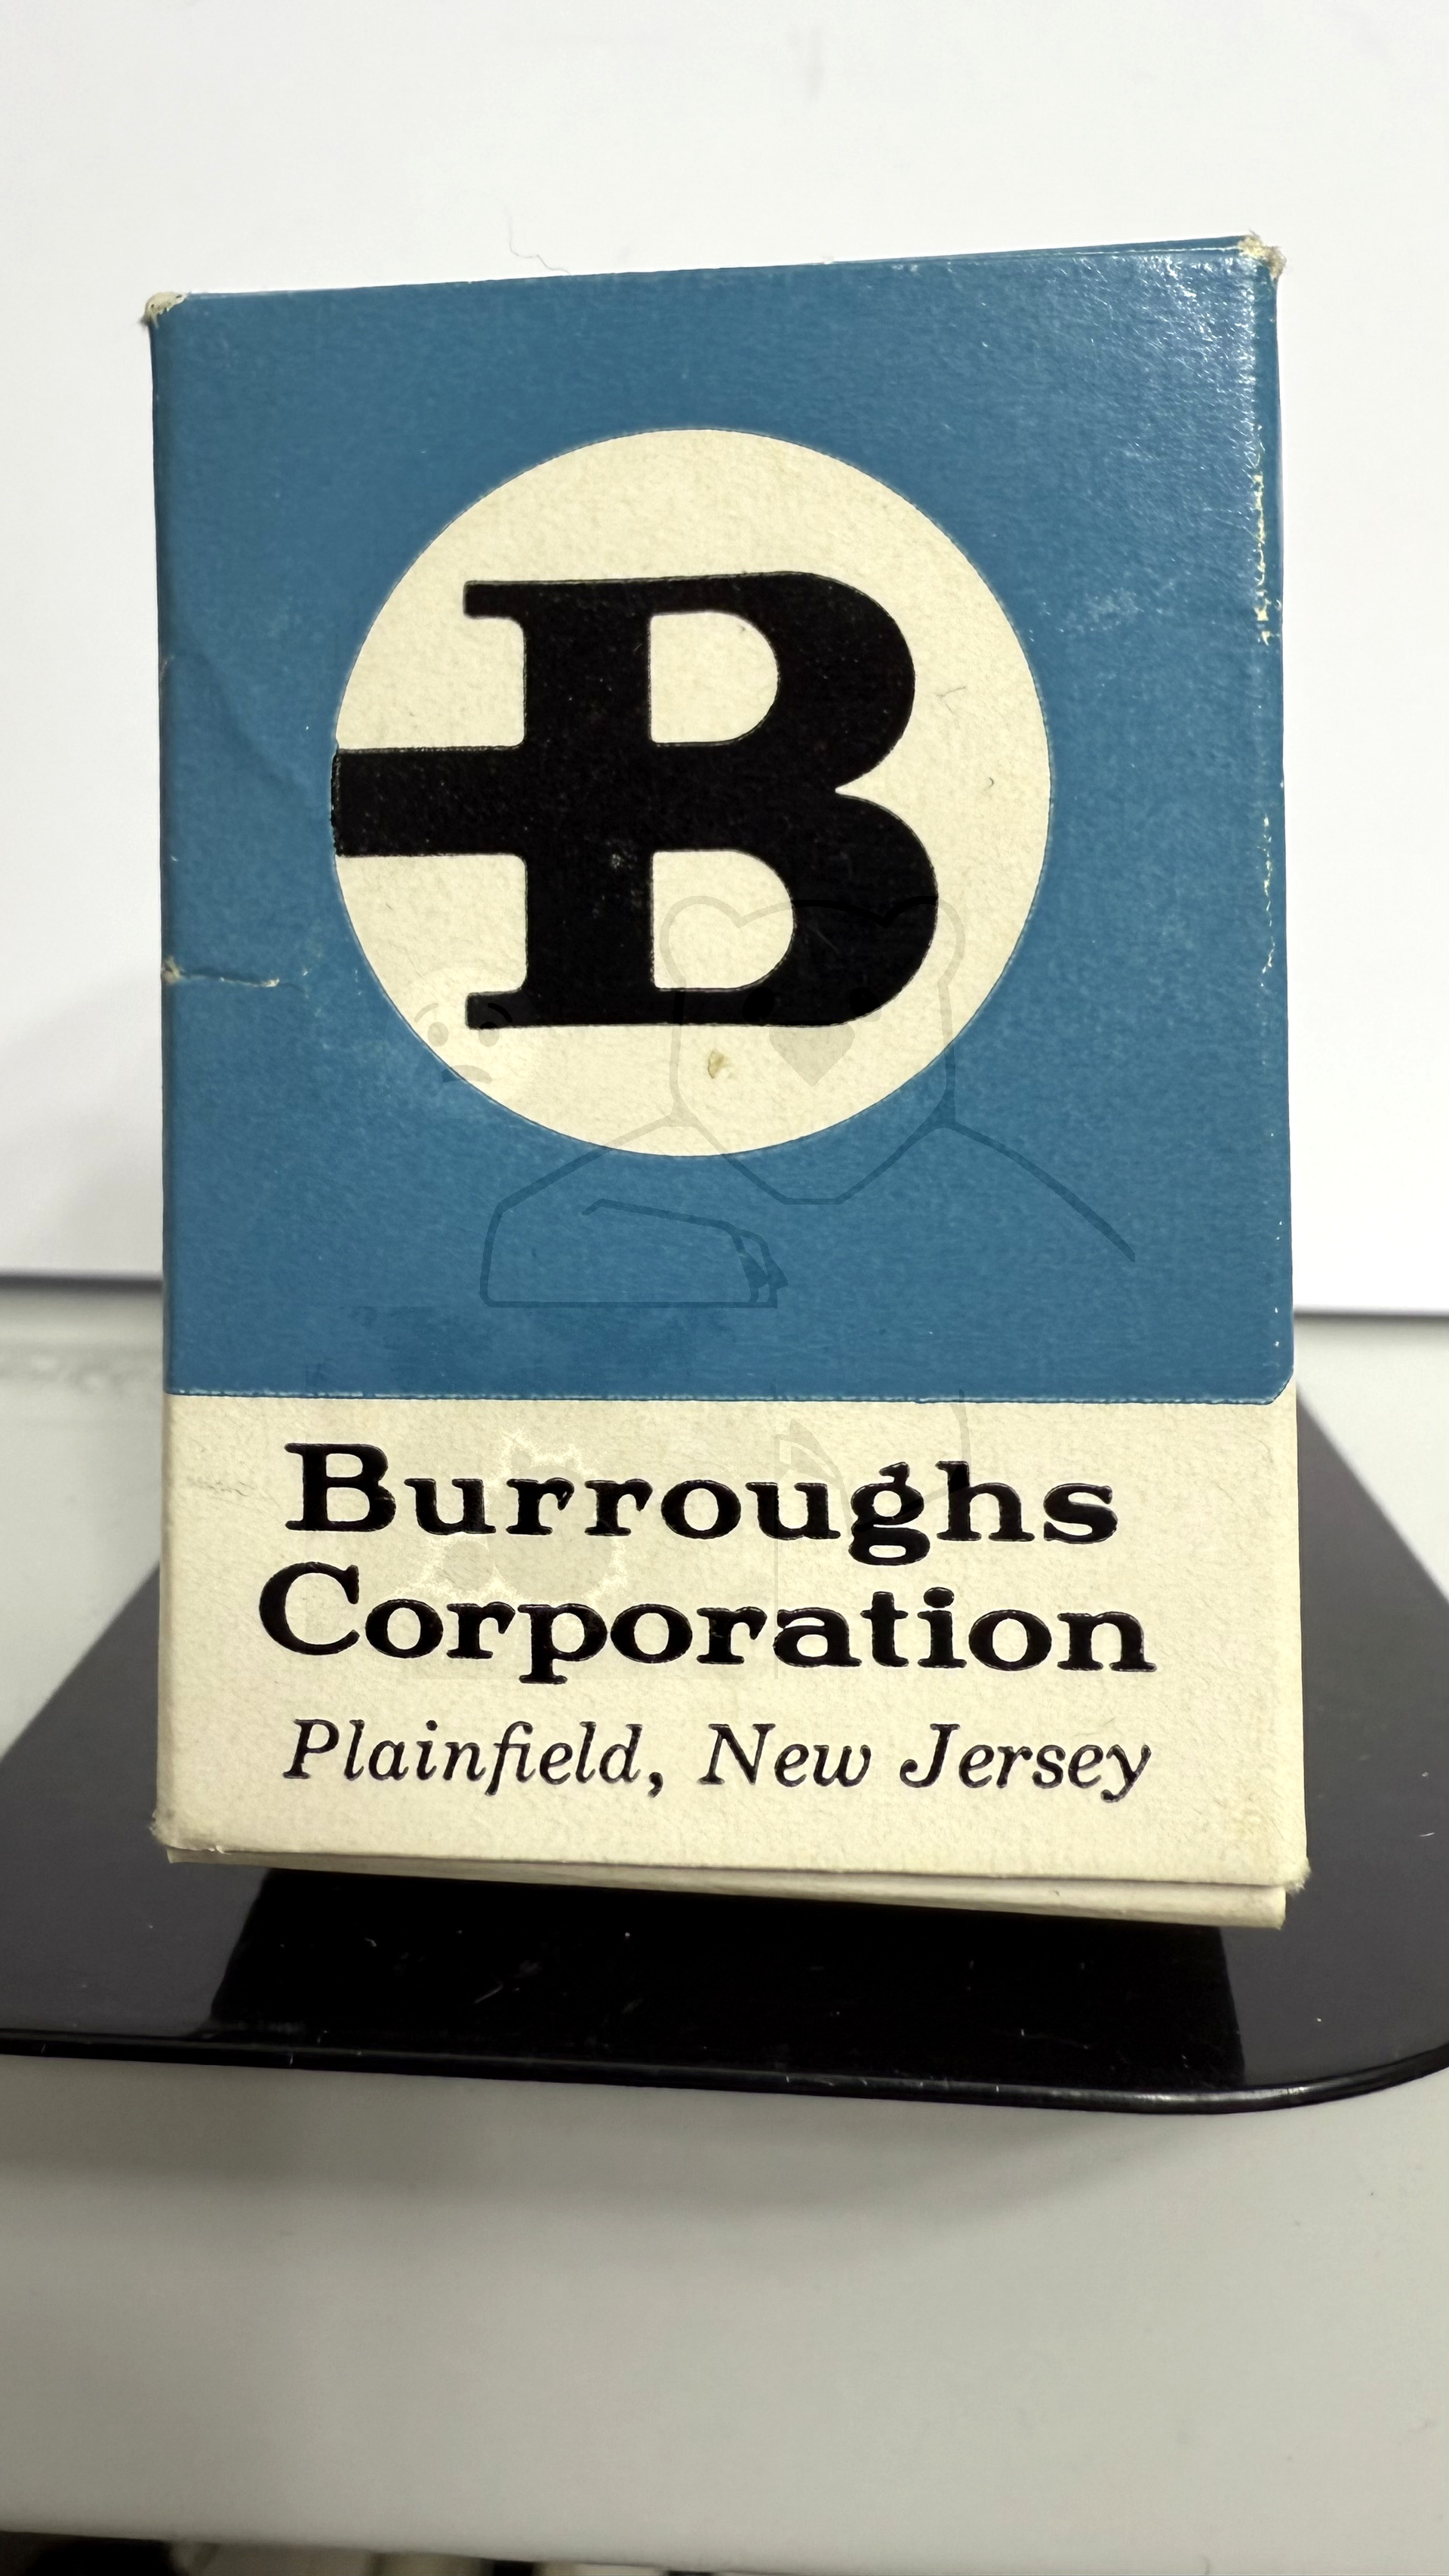 B
Burroughs
Corporation
Plainfield, New Jersey